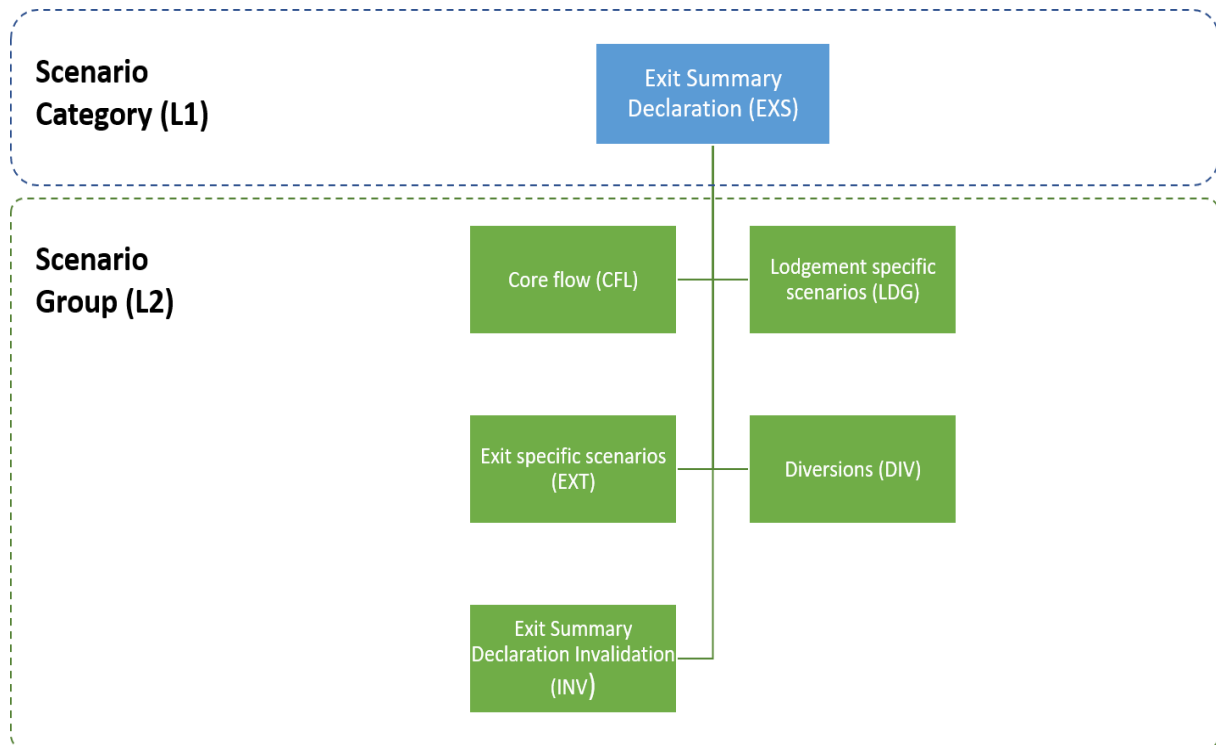 Scenario
Category (L1)
Exit Summary
Declaration (EXS)
Scenario
Group (L2)
Core flow (CFL)
Lodgement specific
scenarios (LDG)
Exit specific scenarios
(EXT)
Diversions (DIV)
Exit Summary
Declaration Invalidation
(INV)